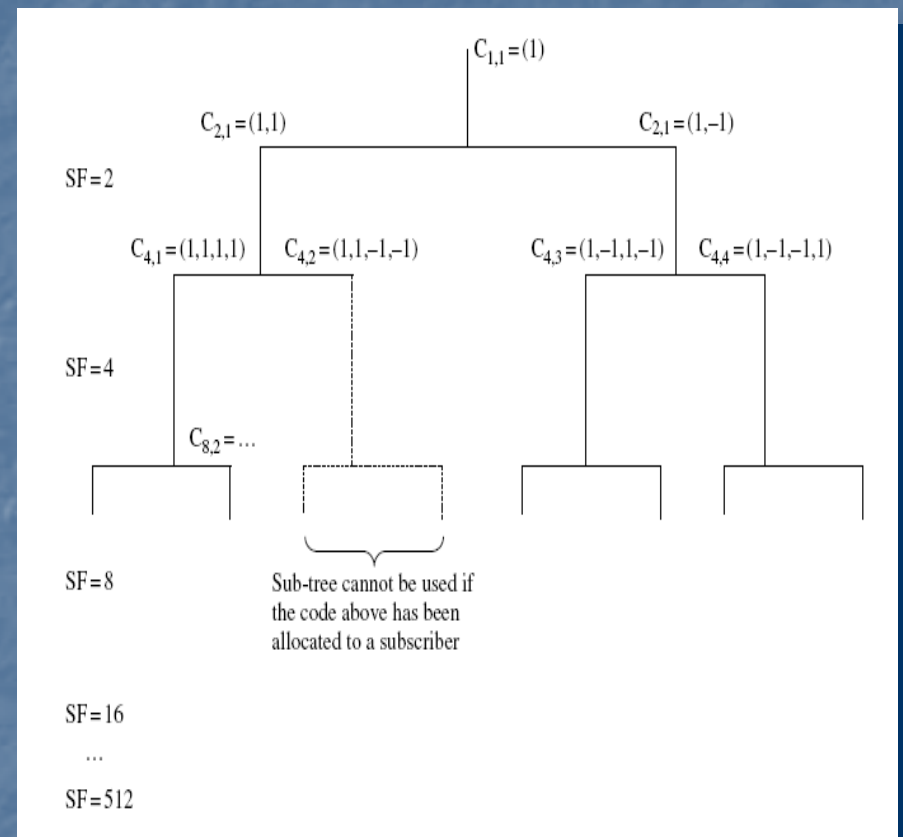 C1,1=(1)
C2,1=(1,1)
C2,1=(1,–1)
SF=2
C4,1=(1,1,1,1)
C4,2=(1,1,–1,–1)
C4,3=(1,–1,1,–1)
C4,4=(1,–1,–1,1)
SF=4
C8,2=...
SF=8
Sub-tree cannot be used if
the code above has been
allocated to a subscriber
SF=16
...
SF=512